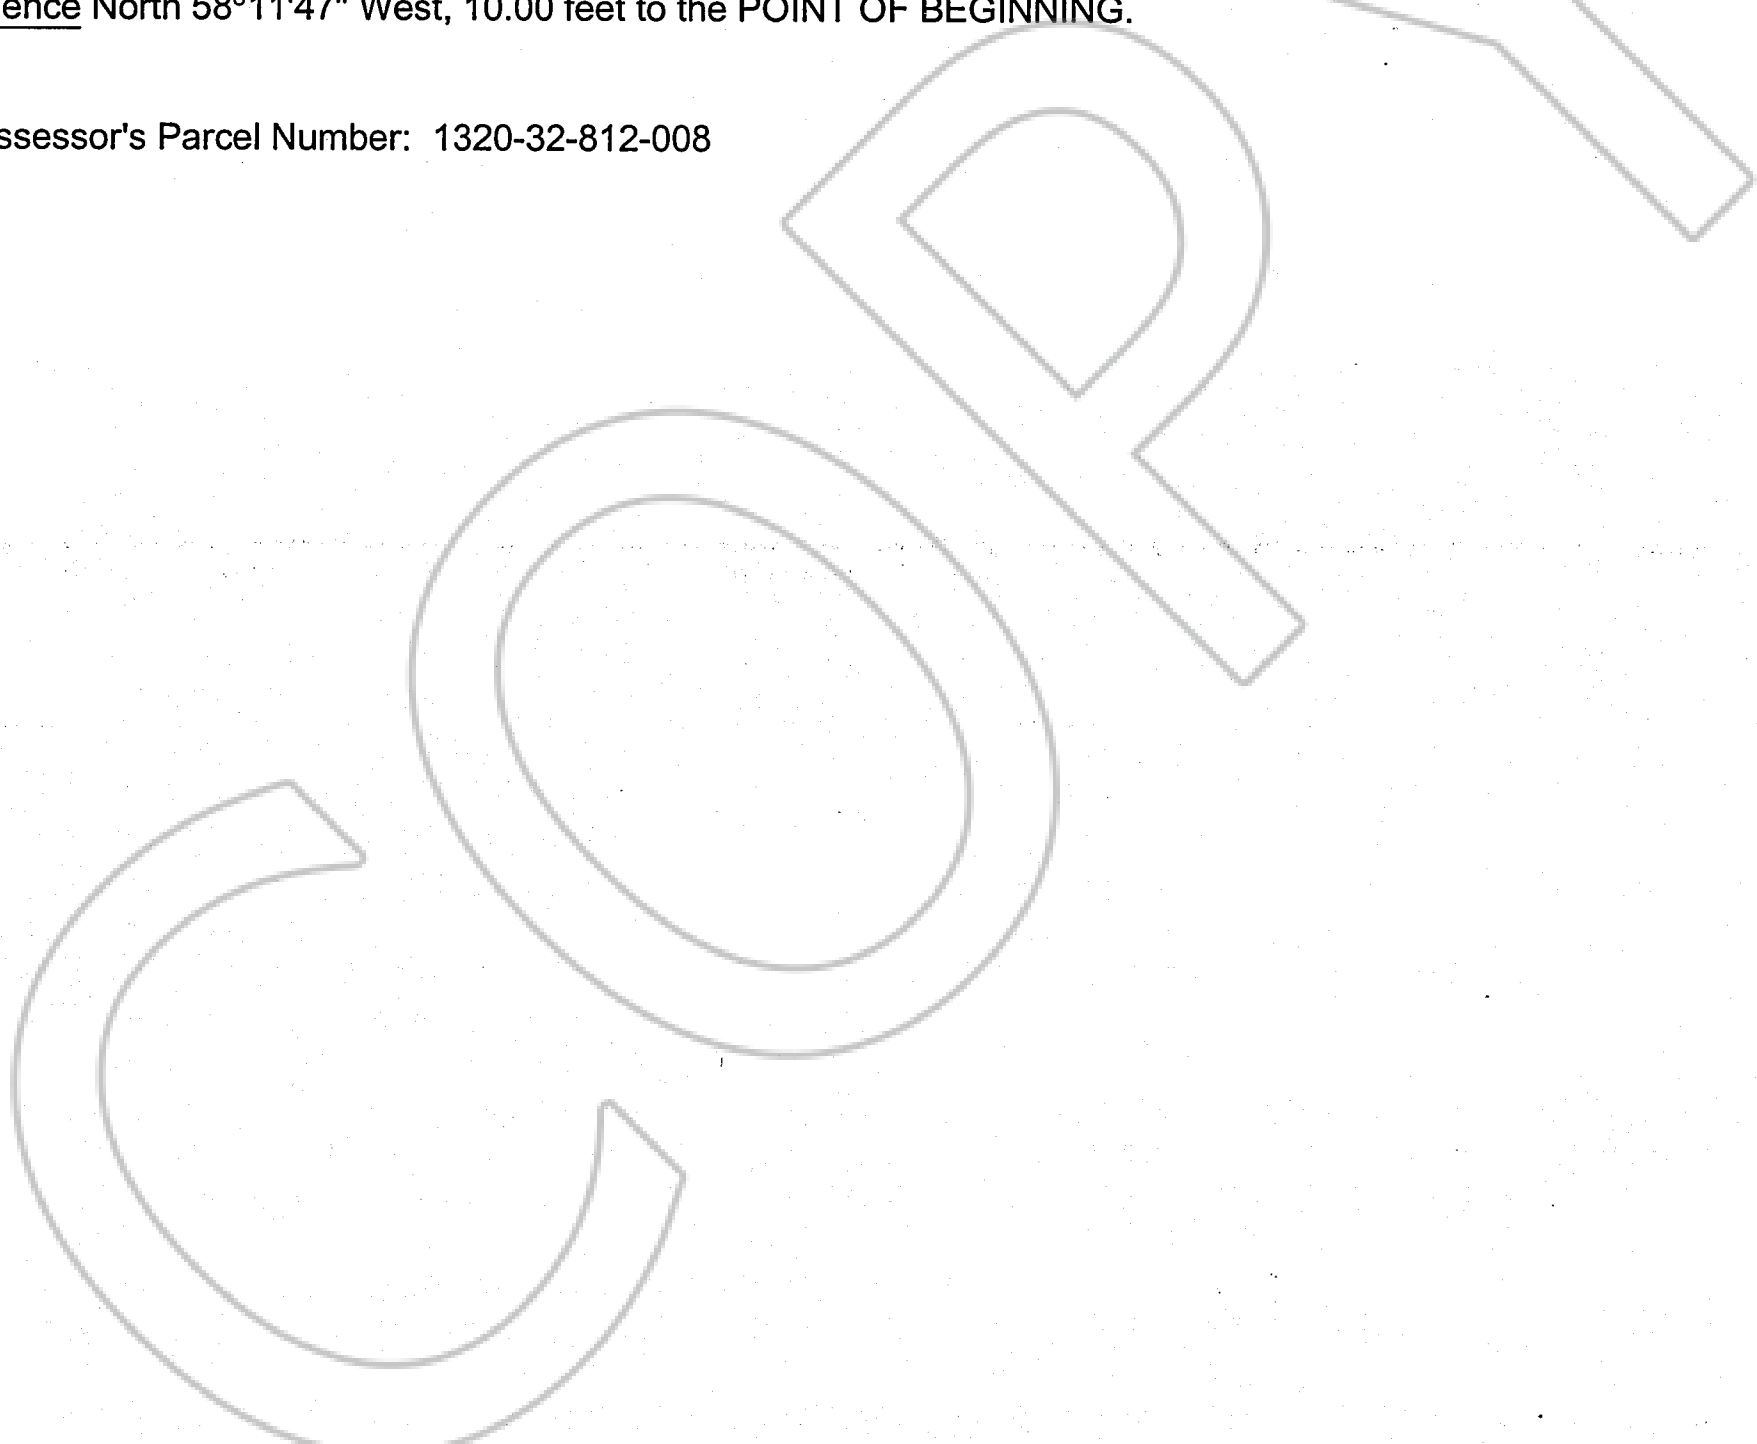 ence North 58°11'47" West, 10.00 feet to the POINT OF BEGINNING.
ssessor's Parcel Number: 1320-32-812-008
COPY